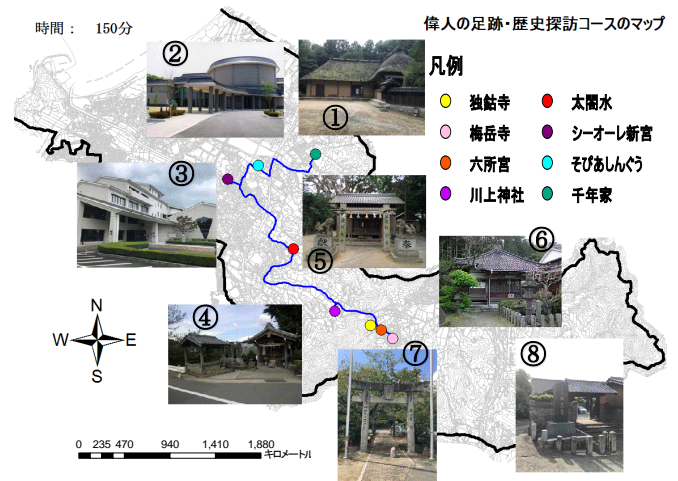 時間： 150分
偉人の足跡・歴史探訪コースのマップ
凡例
独鈷寺
太閤水
梅岳寺
シーオーレ新宮
六所宮
そぴあしんぐう
川上神社
千年家
①
②
③
④
⑤
⑥
⑦
⑧
N
W E
S
0 235 470 940 1,410 1,880
キロメートル